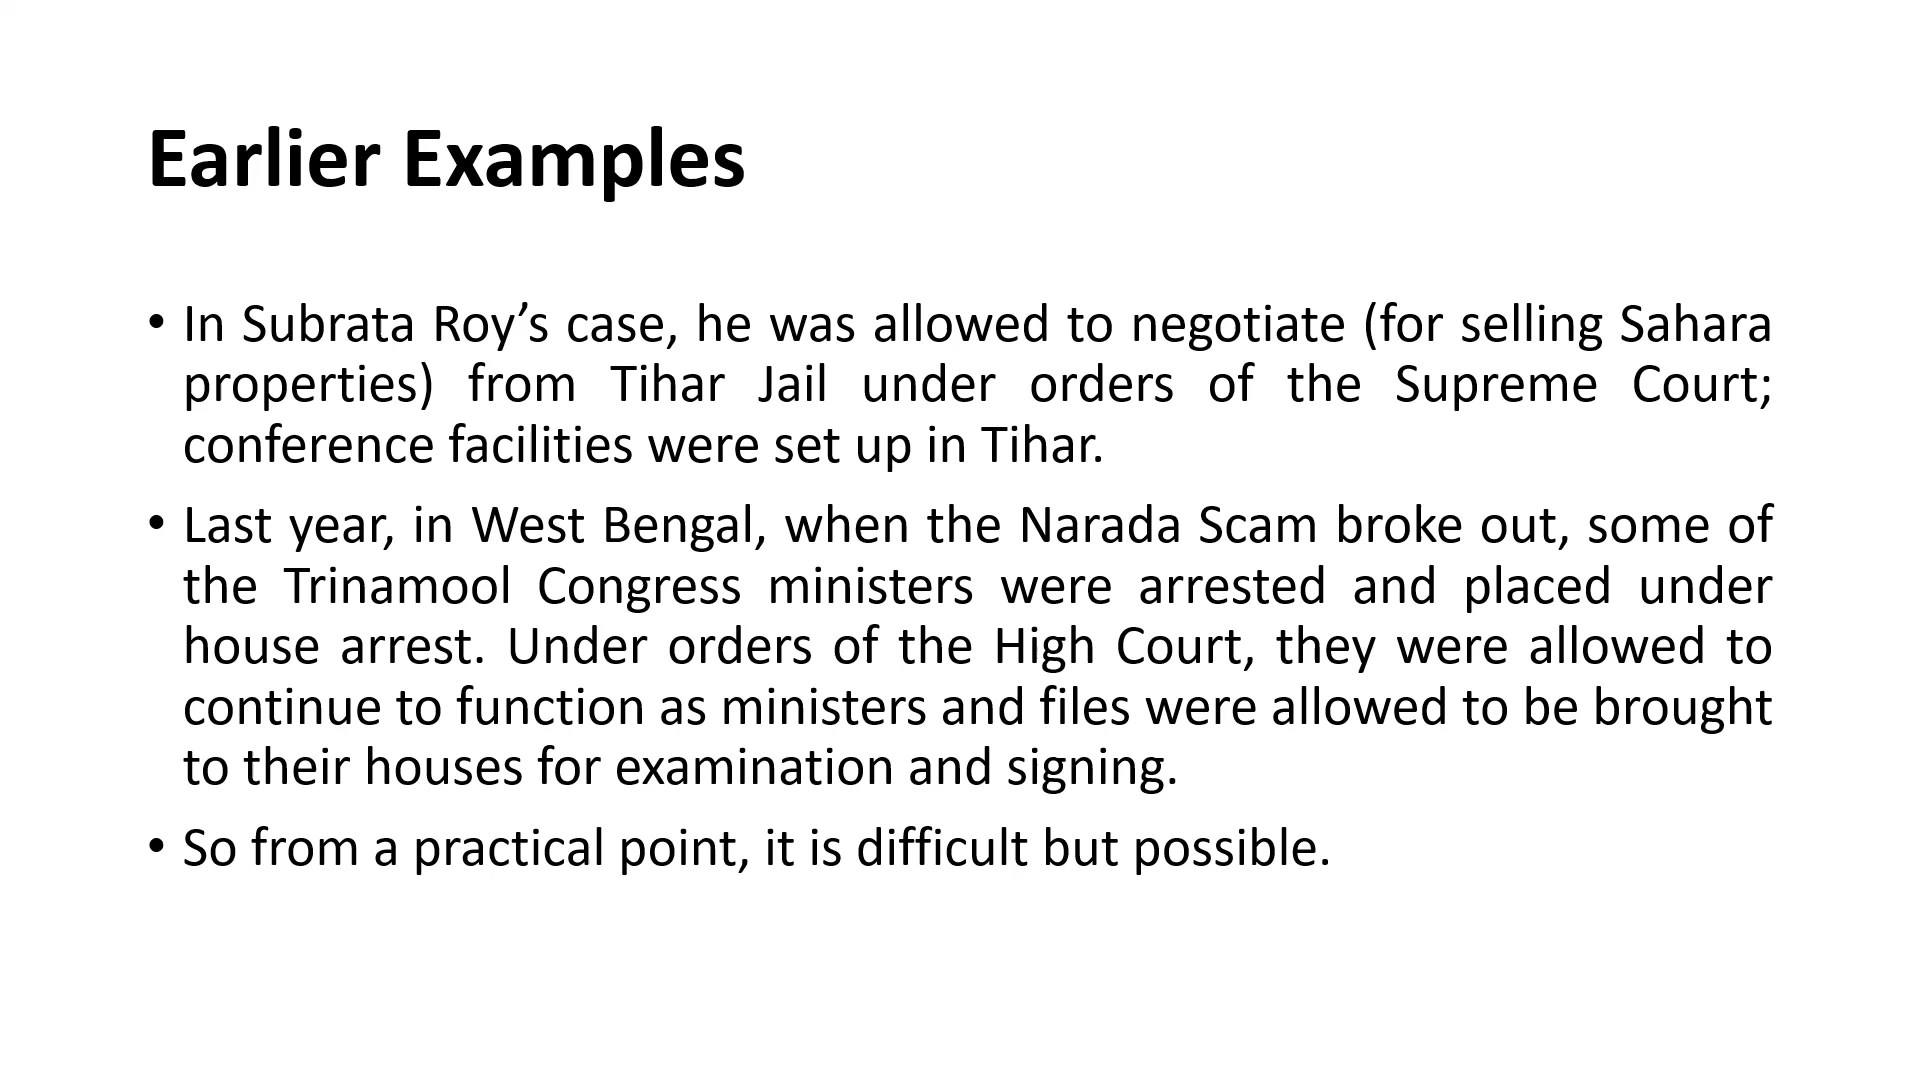 Earlier Examples
• In Subrata Roy’s case, he was allowed to negotiate (for selling Sahara
properties) from Tihar Jail under orders of the Supreme Court;
conference facilities were set up in Tihar.
• Last year, in West Bengal, when the Narada Scam broke out, some of
the Trinamool Congress ministers were arrested and placed under
house arrest. Under orders of the High Court, they were allowed to
continue to function as ministers and files were allowed to be brought
to their houses for examination and signing.
• So from a practical point, it is difficult but possible.